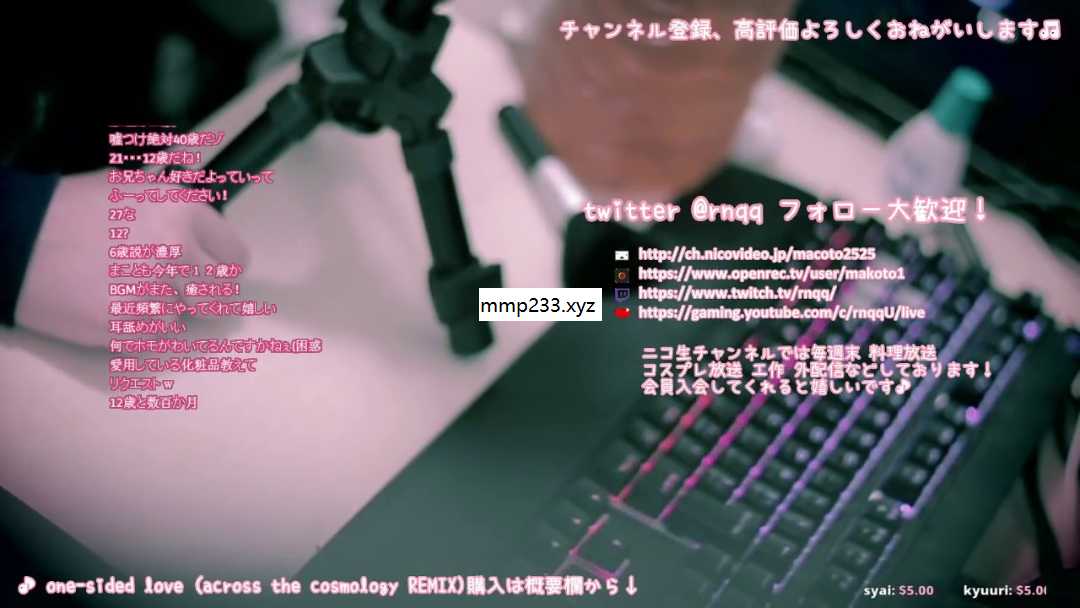 チャンネル登録、高評価よろしくおねがいします♫
嘘つけ絶対40歳だゾ
21･･･12歳だね！
お兄ちゃん好きだよっていって
ふーってしてください！
27な
12?
6歳説が濃厚
まことも今年で１２歳か
BGMがまた、癒される！
最近頻繁にやってくれて嬉しい
耳舐めがいい
何でホモがわいてるんですかねぇ(困惑
愛用している化粧品教えて
リクエストw
12歳と数百か月
twitter @rnqq フォロー大歓迎！
http://ch.nicovideo.jp/macoto2525
https://www.openrec.tv/user/makoto1
https://www.twitch.tv/rnqq/
https://gaming.youtube.com/c/rnqqU/live
mmp233.xyz
ニコ生チャンネルでは毎週末 料理放送
コスプレ放送 工作 外配信などしております！
会員入会してくれると嬉しいです♪
♪ one-sided love (across the cosmology REMIX)購入は概要欄から↓
syai: $5.00 kyuuri: $5.0